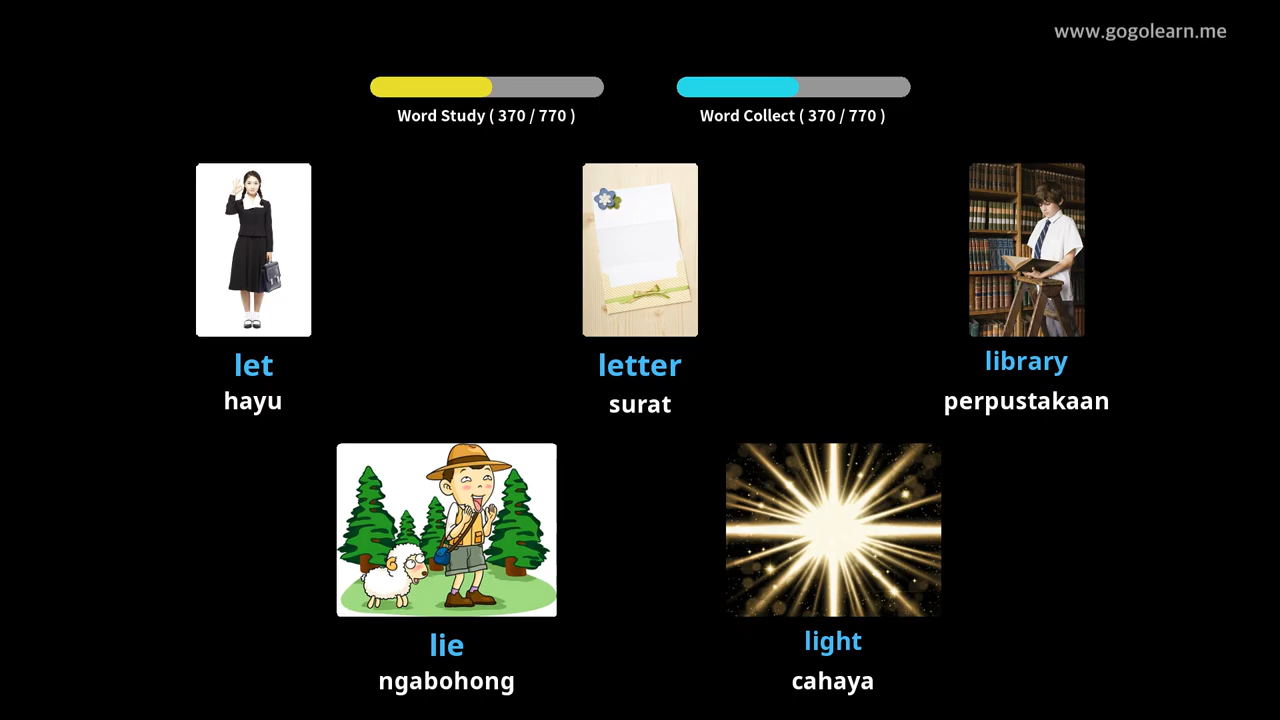 www.gogolearn.me
Word Study ( 370 / 770 )
Word Collect ( 370 / 770 )
let
hayu
letter
surat
library
perpustakaan
lie
ngabohong
light
cahaya